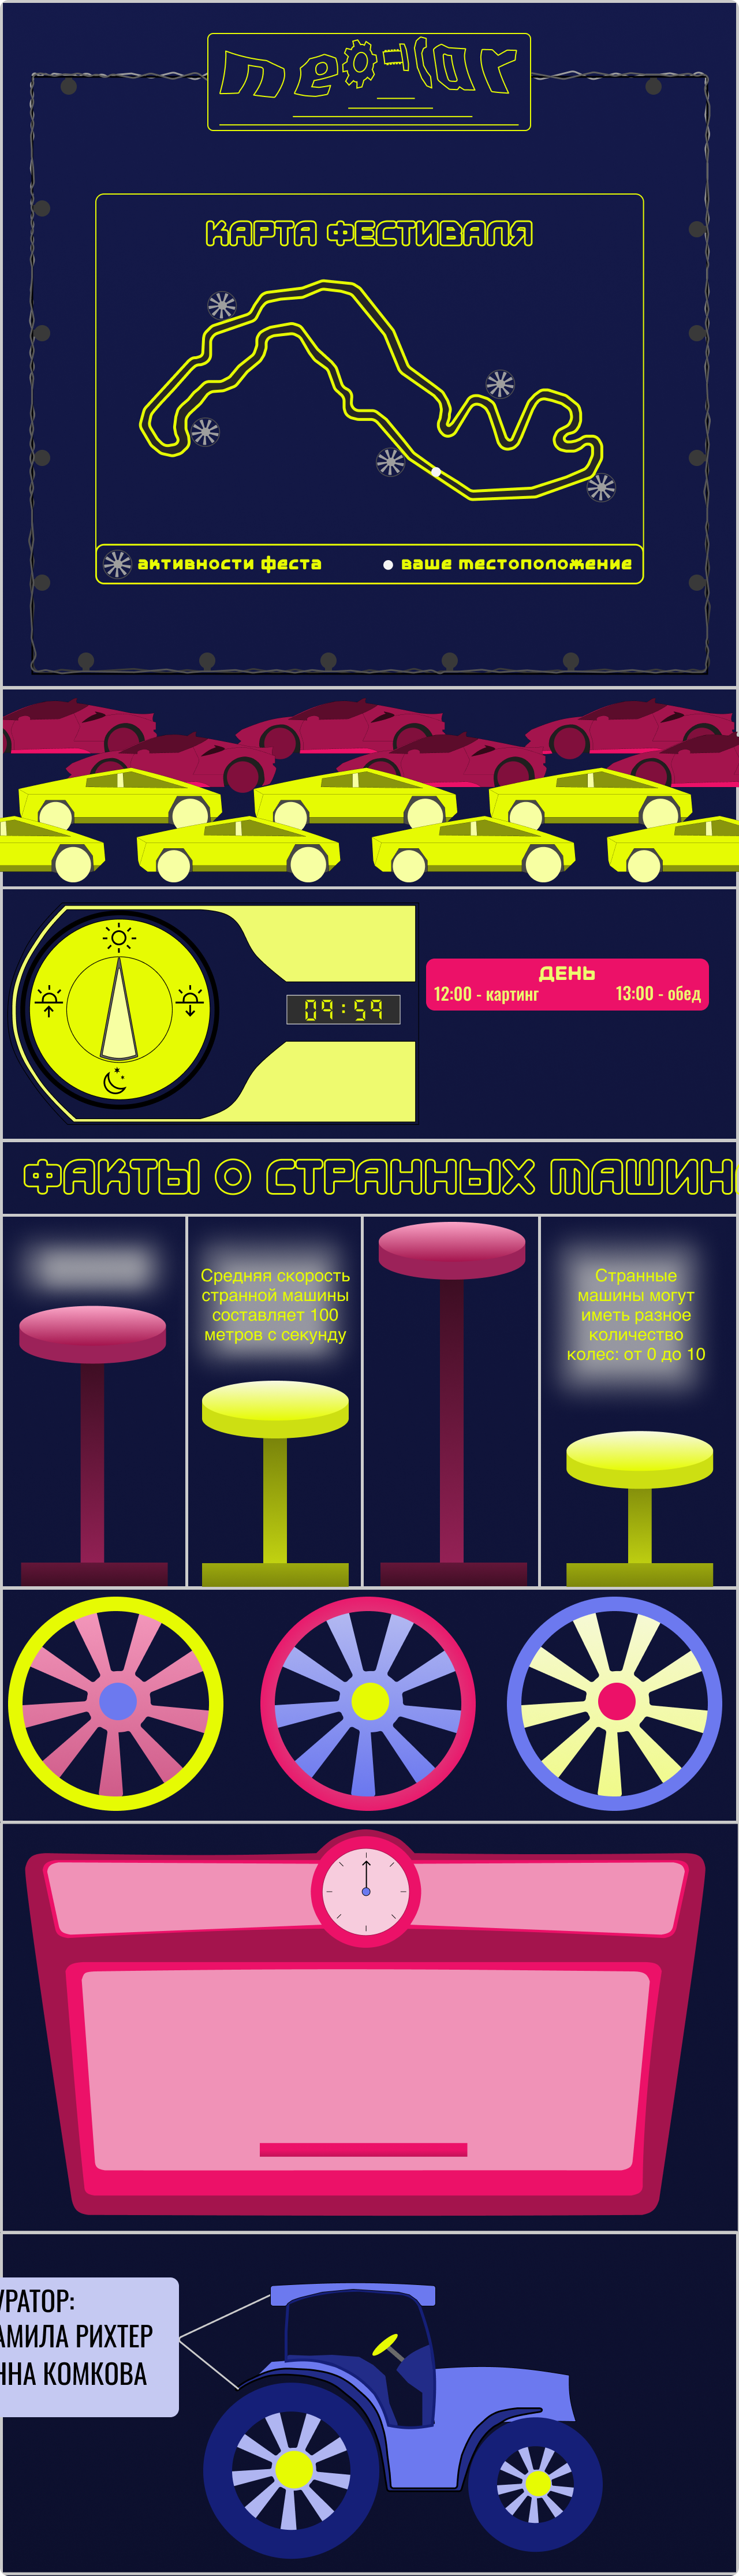 neo-car
КАРТА ФЕСТИВАЛЯ
активности феста
ваше местоположение
09:59
ДЕНЬ
12:00 - картинг
13:00 - обед
ФАКТЫ О СТРАННЫХ МАШИН
Средняя скорость
странной машины
составляет 100
метров с секунду
Странные
машины могут
иметь разное
количество
колес: от 0 до 10
УРАТОР:
АМИЛА РИХТЕР
ННА КОМКОВА